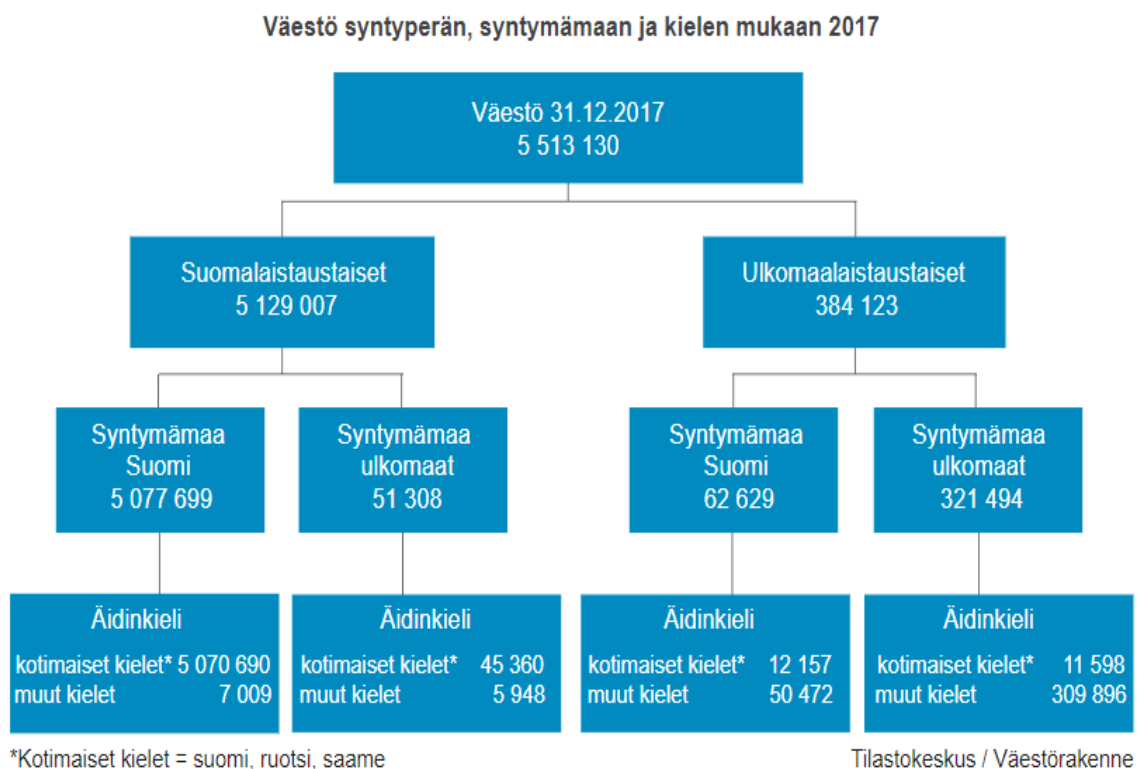 Väestö syntyperän, syntymämaan ja kielen mukaan 2017
Väestö 31.12.2017
5 513 130
Suomalaistaustaiset
5 129 007
Ulkomaalaistaustaiset
384 123
Syntymämaa
Suomi
5 077 699
Syntymämaa
ulkomaat
51 308
Syntymämaa
Suomi
62 629
Syntymämaa
ulkomaat
321 494
Äidinkieli
kotimaiset kielet* 5 070 690
muut kielet 7 009
Äidinkieli
kotimaiset kielet* 45 360
muut kielet 5 948
Äidinkieli
kotimaiset kielet* 12 157
muut kielet 50 472
Äidinkieli
kotimaiset kielet* 11 598
muut kielet 309 896
*Kotimaiset kielet = suomi, ruotsi, saame
Tilastokeskus / Väestörakenne